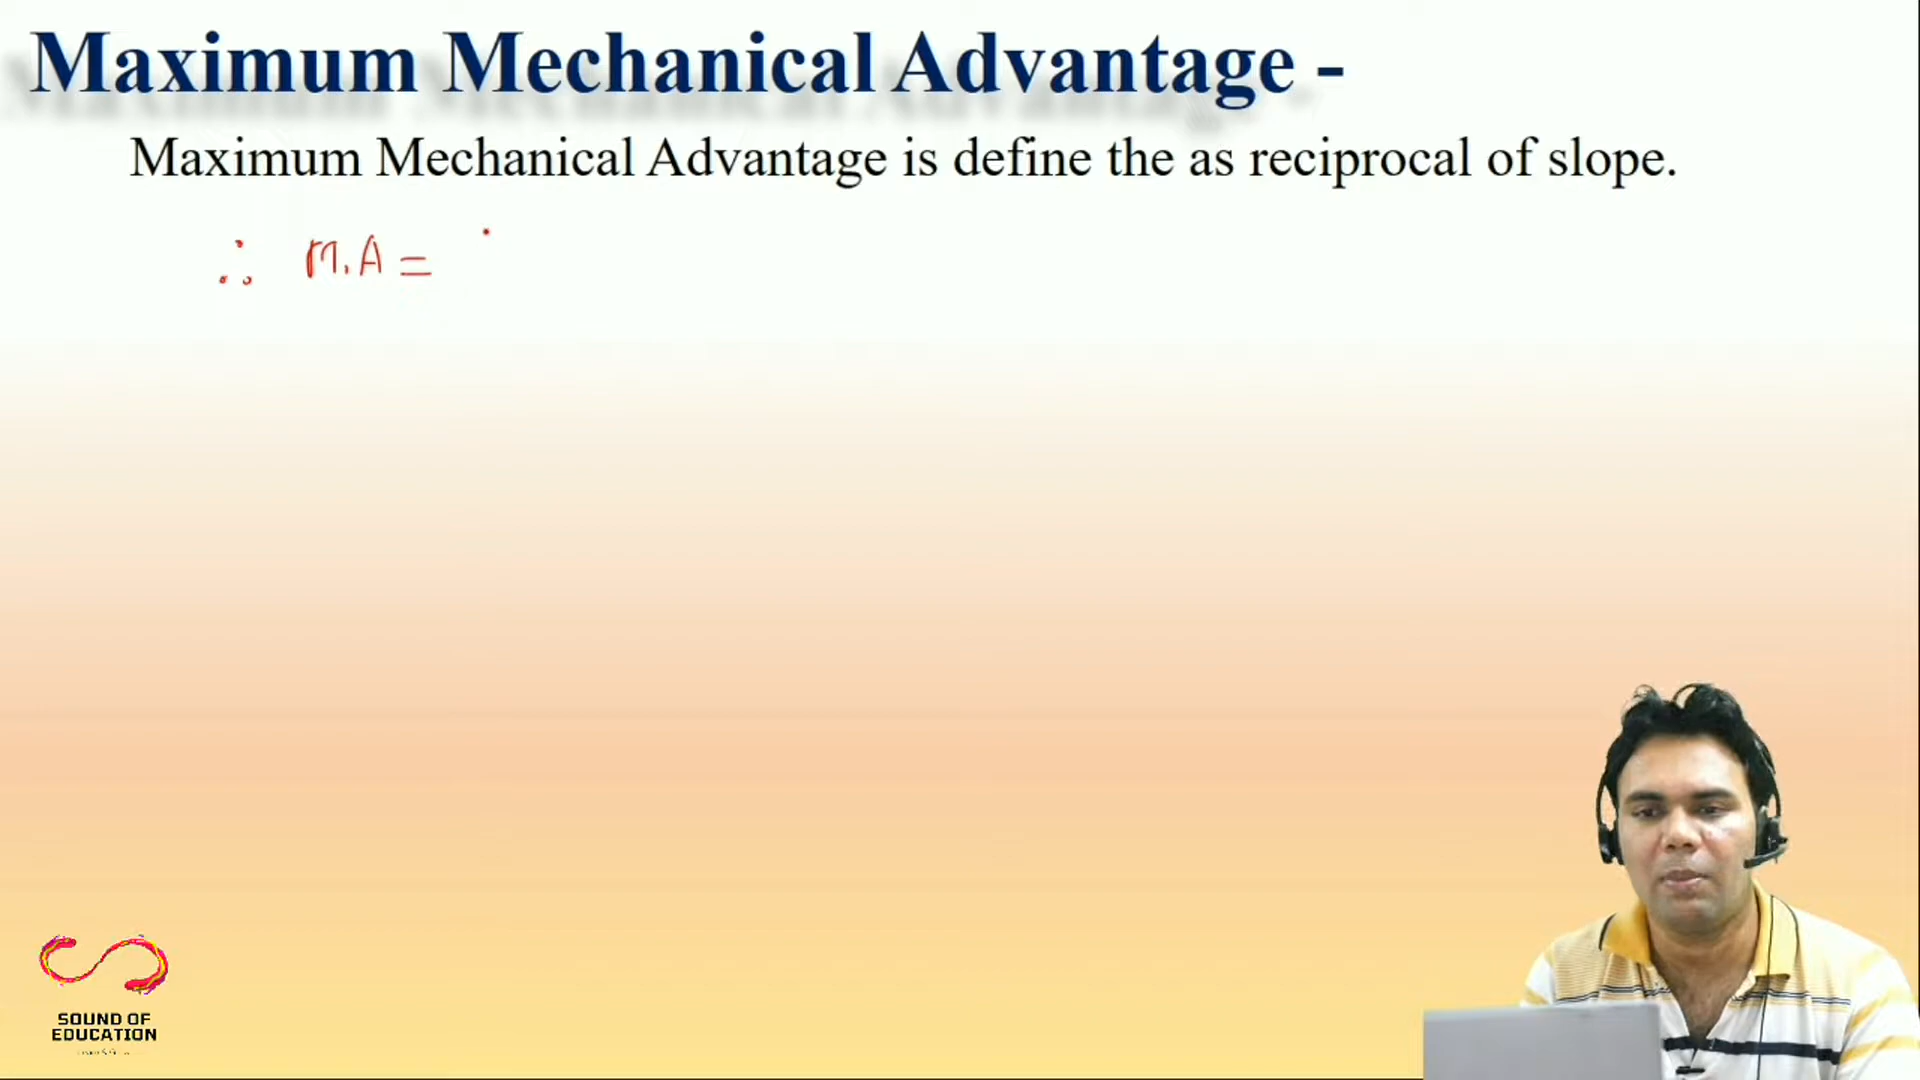 Maximum Mechanical Advantage -
Maximum Mechanical Advantage is define the as reciprocal of slope.
∴ M.A =
SOUND OF
EDUCATION